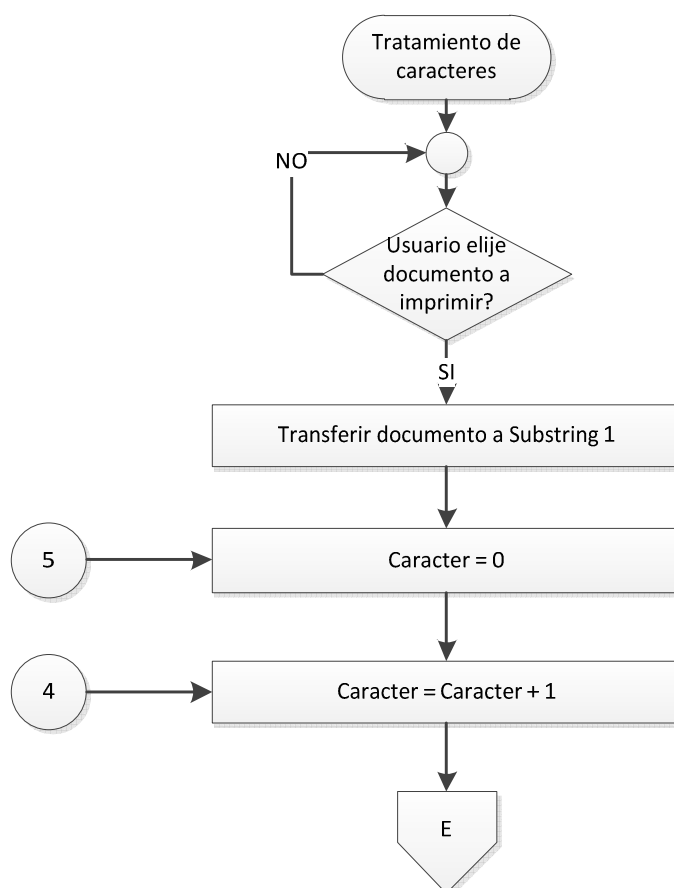 Tratamiento de
caracteres
NO
Usuario elije
documento a
imprimir?
SI
Transferir documento a Substring 1
5
Caracter = 0
4
Caracter = Caracter + 1
E